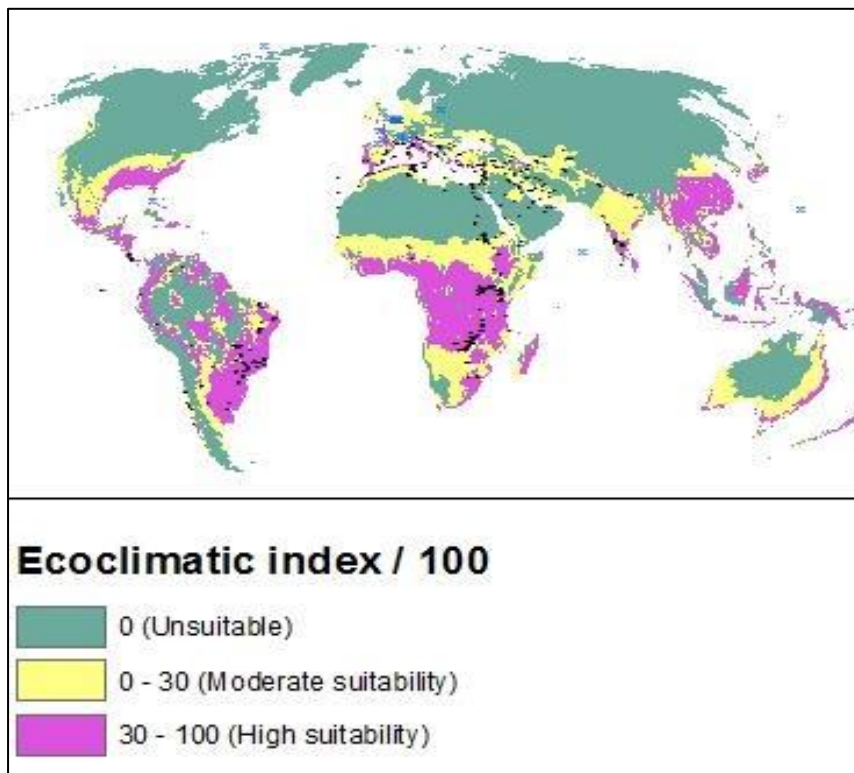 Ecoclimatic index / 100
0 (Unsuitable)
0 - 30 (Moderate suitability)
30 - 100 (High suitability)